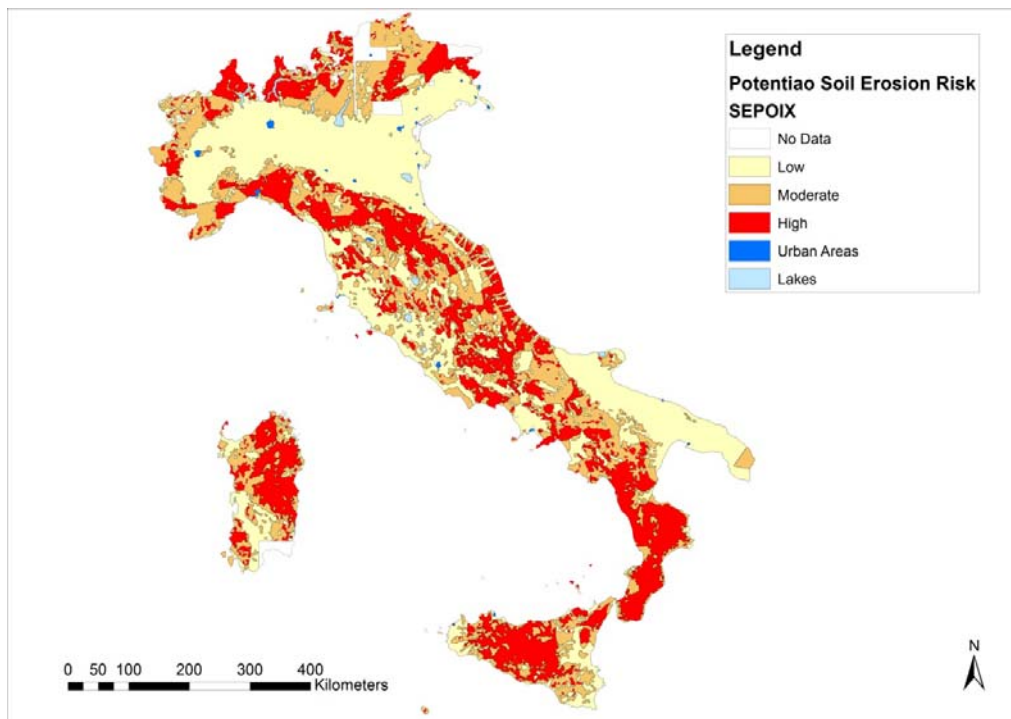 Legend
Potentiao Soil Erosion Risk
SEPOIX
No Data
Low
Moderate
High
Urban Areas
Lakes
N
0 50 100 200 300 400
Kilometers